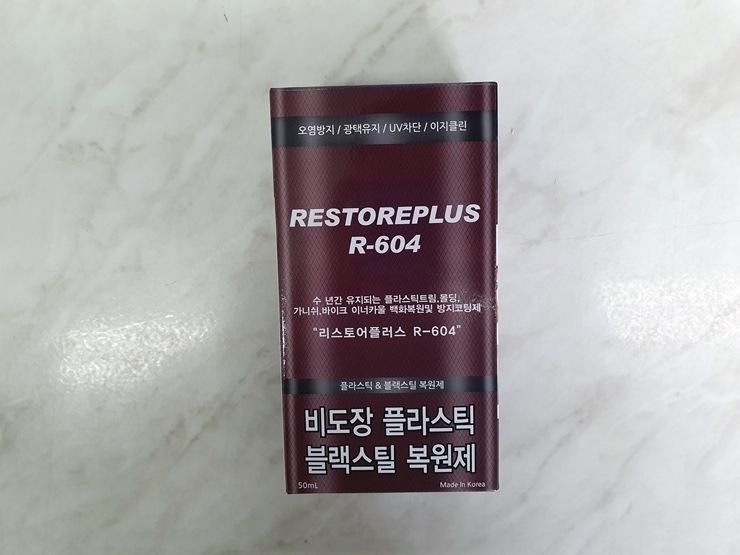 오염방지 / 광택유지 / UV차단 / 이지클린
RESTOREPLUS
R-604
수 년간 유지되는 플라스틱트림,몰딩,
가니쉬,바이크 이너카울 백화복원및 방지코팅제
"리스토어플러스 R-604"
플라스틱 & 블랙스틸 복원제
비도장 플라스틱
블랙스틸 복원제
50mL
Made In Korea